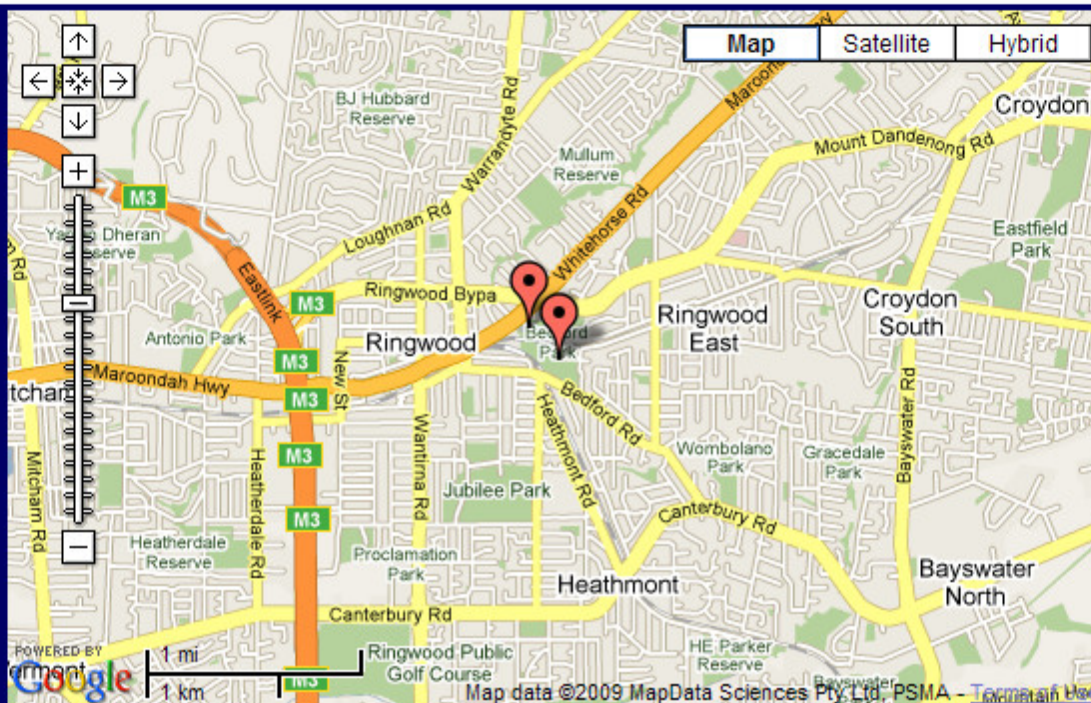 Map
Satellite
Hybrid
Croydon
BJ Hubbard
Reserve
Warrandyte Rd
Mullum
Reserve
Mount Dandenong Rd
M3
Loughnan Rd
Whitehorse Rd
Eastfield
Park
Eastlink
M3
Ringwood Bypa
Antonio Park
Ringwood
Ringwood
East
Croydon
South
M3
Maroondah Hwy
M3
New St
Bedford Rd
Heathmont Rd
Wantirna Rd
Heatherdale Rd
Mitcham Rd
Bayswater Rd
Wombolano
Park
Gracedale
Park
M3
Jubilee Park
M3
Canterbury Rd
Heatherdale
Reserve
Proclamation
Park
Heathmont
Bayswater
North
Canterbury Rd
POWERED BY
Google
1 mi
1 km
Ringwood Public
Golf Course
HE Parker
Reserve
Bayswater
Map data ©2009 MapData Sciences Pty Ltd, PSMA -